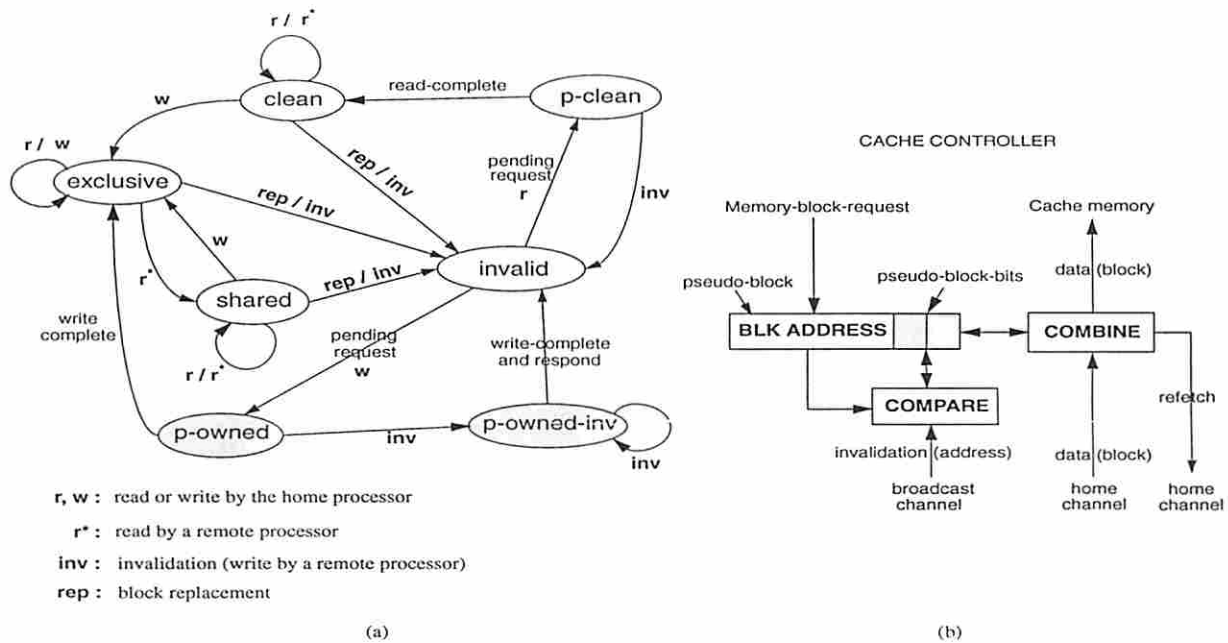 r / r*
clean
read-complete
p-clean
w
r / w
exclusive
rep / inv
rep / inv
pending
request
r
inv
w
r*
shared
rep / inv
invalid
write
complete
r / r*
pending
request
w
write-complete
and respond
p-owned
inv
p-owned-inv
inv
r, w : read or write by the home processor
r* : read by a remote processor
inv : invalidation (write by a remote processor)
rep : block replacement
(a)
CACHE CONTROLLER
Memory-block-request
Cache memory
pseudo-block
pseudo-block-bits
data (block)
BLK ADDRESS
COMBINE
COMPARE
refetch
invalidation (address)
data (block)
broadcast
channel
home
channel
home
channel
(b)